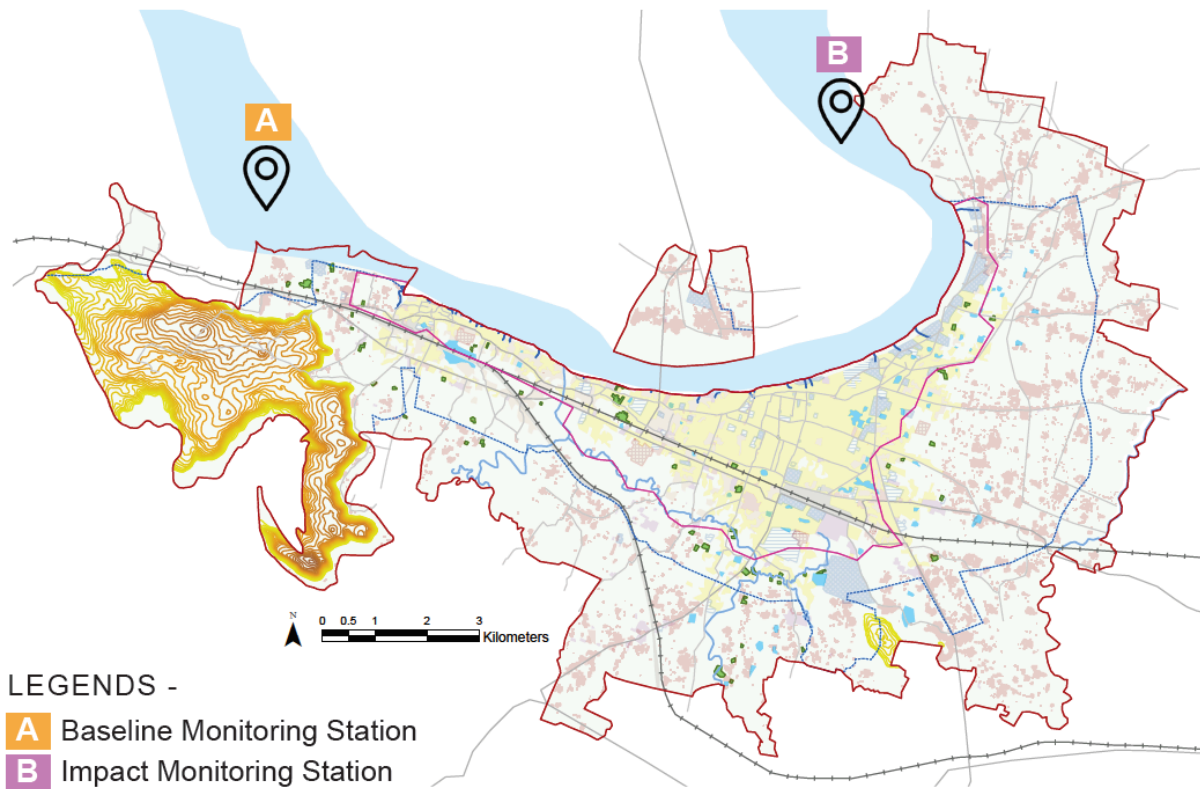 A
B
N
0 0.5 1 2 3
Kilometers
LEGENDS -
A Baseline Monitoring Station
B Impact Monitoring Station